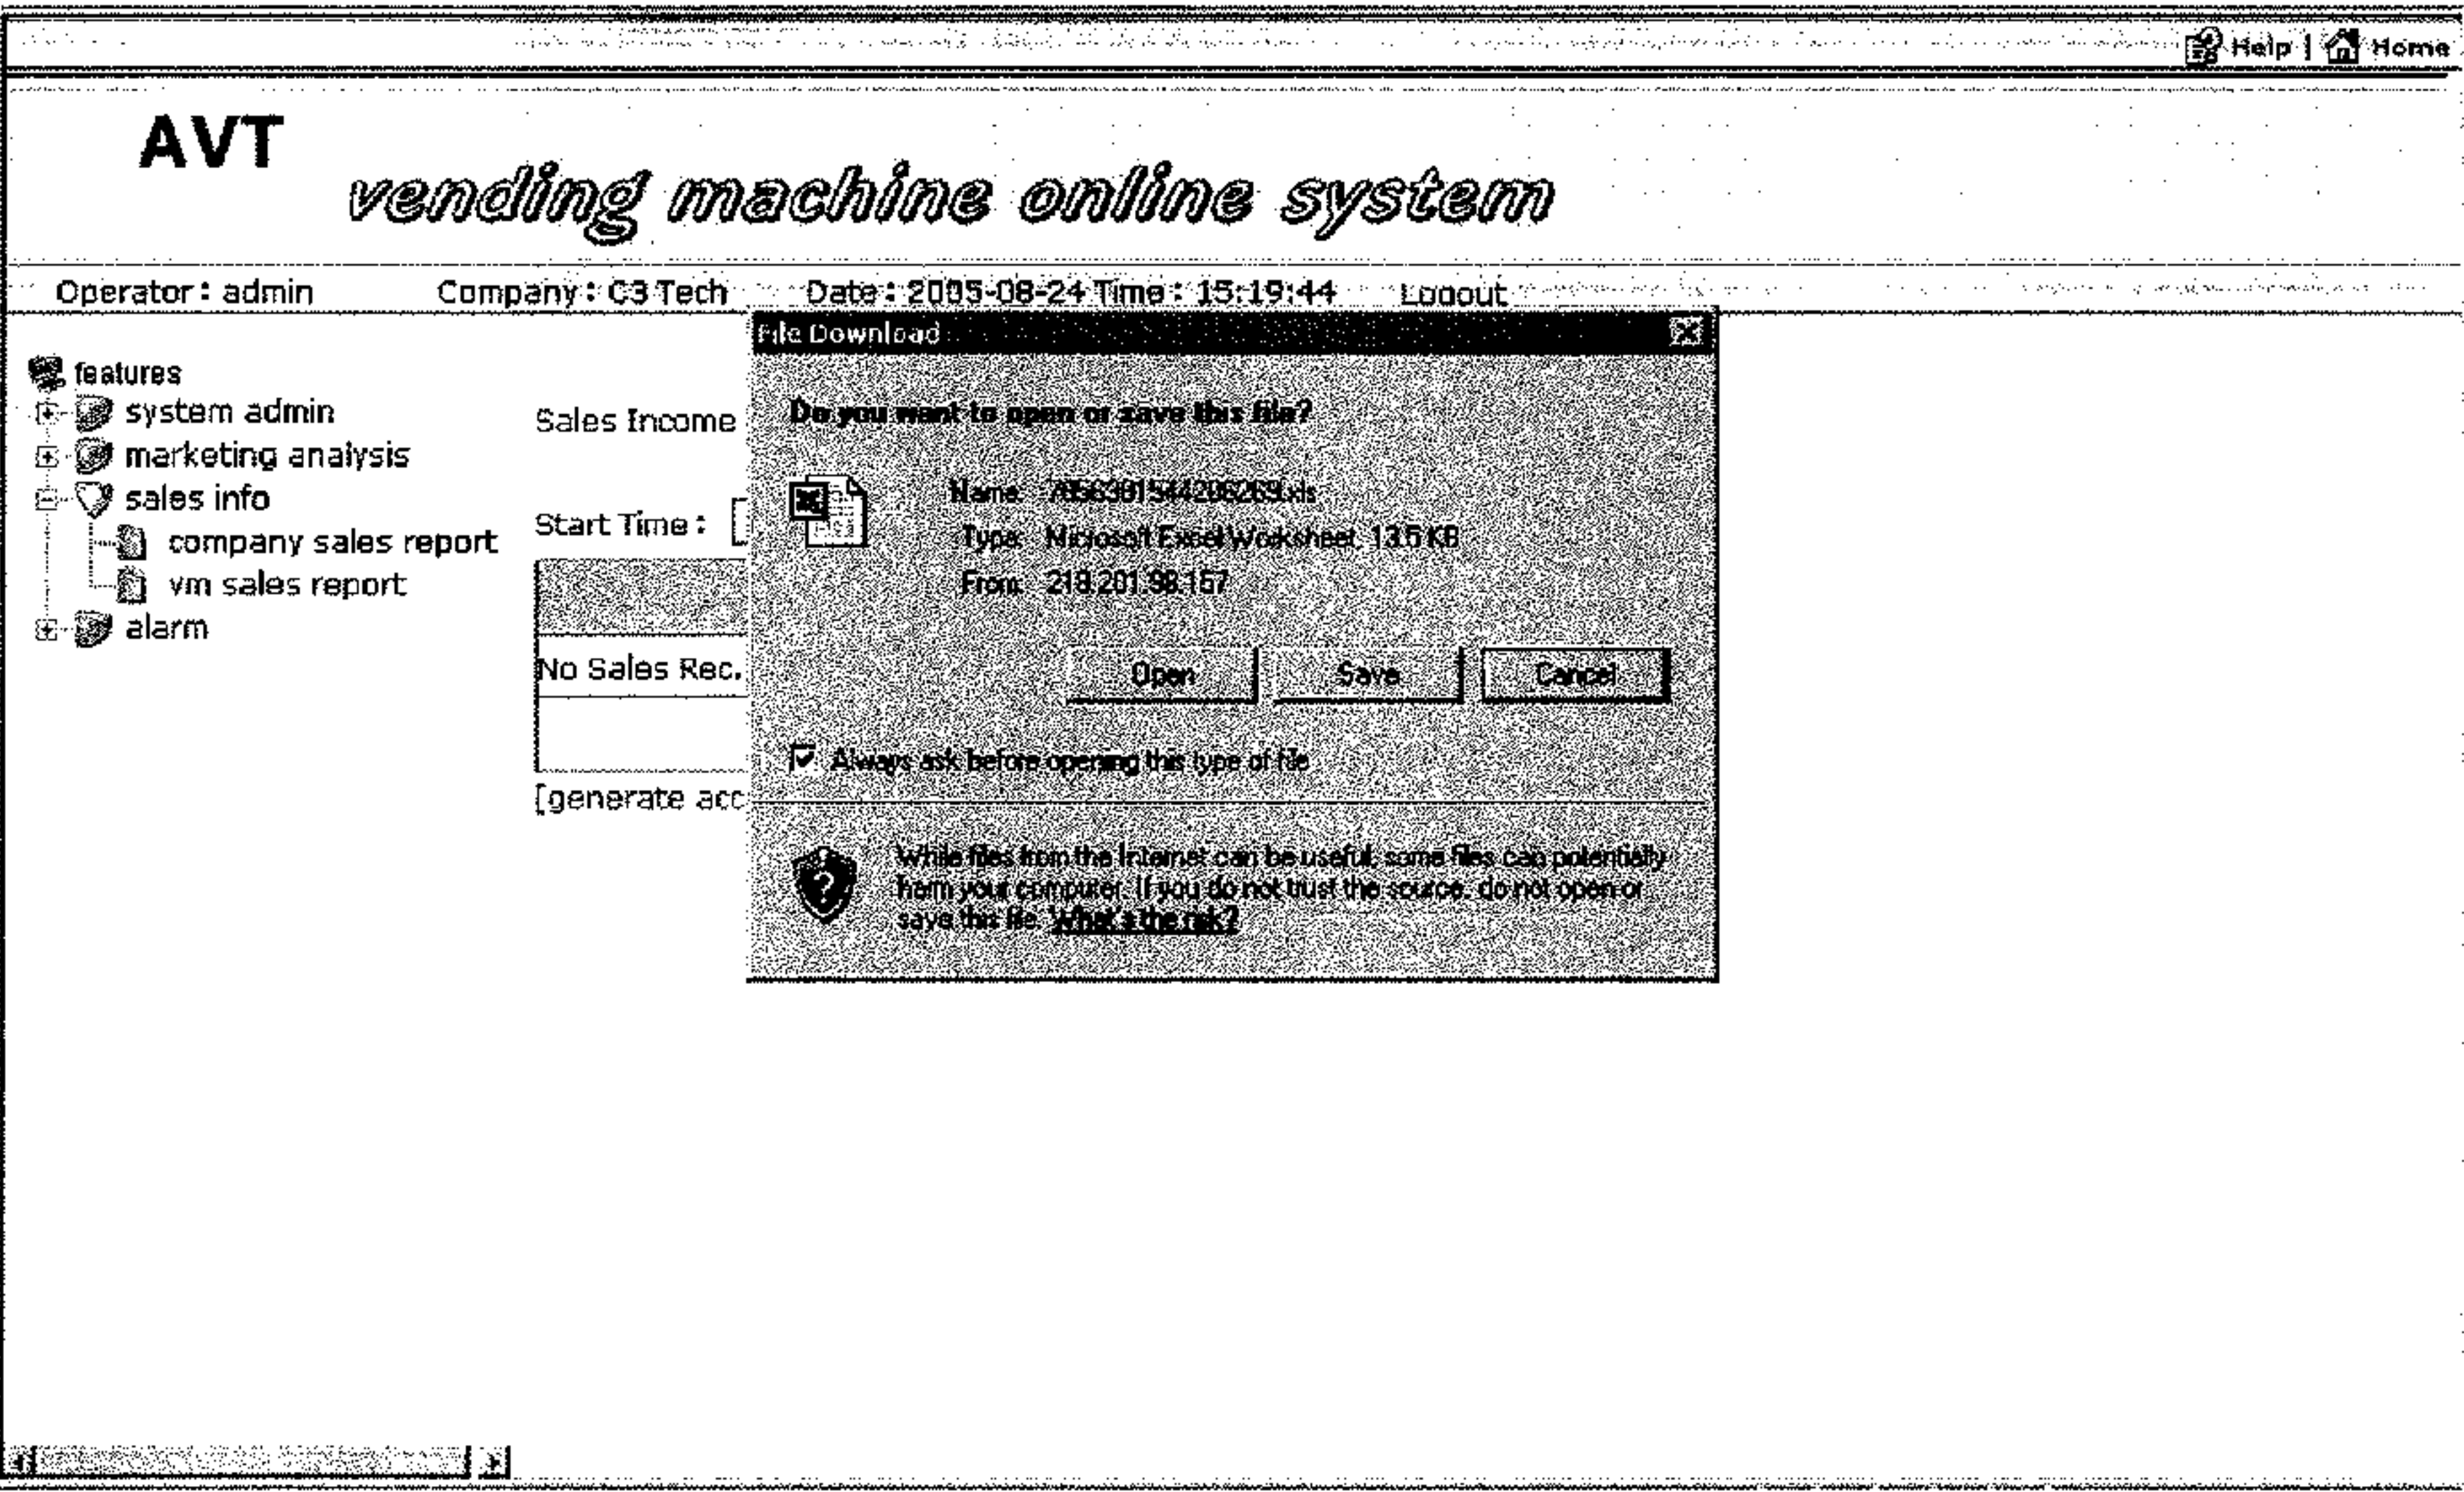 Help | Home
AVT
vending machine online system
Operator : admin Company : C3 Tech Date : 2005-08-24 Time : 15:19:44 Logout
File Download
features
system admin
marketing analysis
sales info
company sales report
vm sales report
alarm
Sales Income
Start Time :
No Sales Rec.
[generate acc
Do you want to open or save this file?
Name:
Type: Microsoft Excel Worksheet, 13.5 KB
From: 218.201.98.157
Open Save Cancel
Always ask before opening this type of file
While files from the Internet can be useful, some files can potentially
harm your computer. If you do not trust the source, do not open or
save this file. What's the risk?